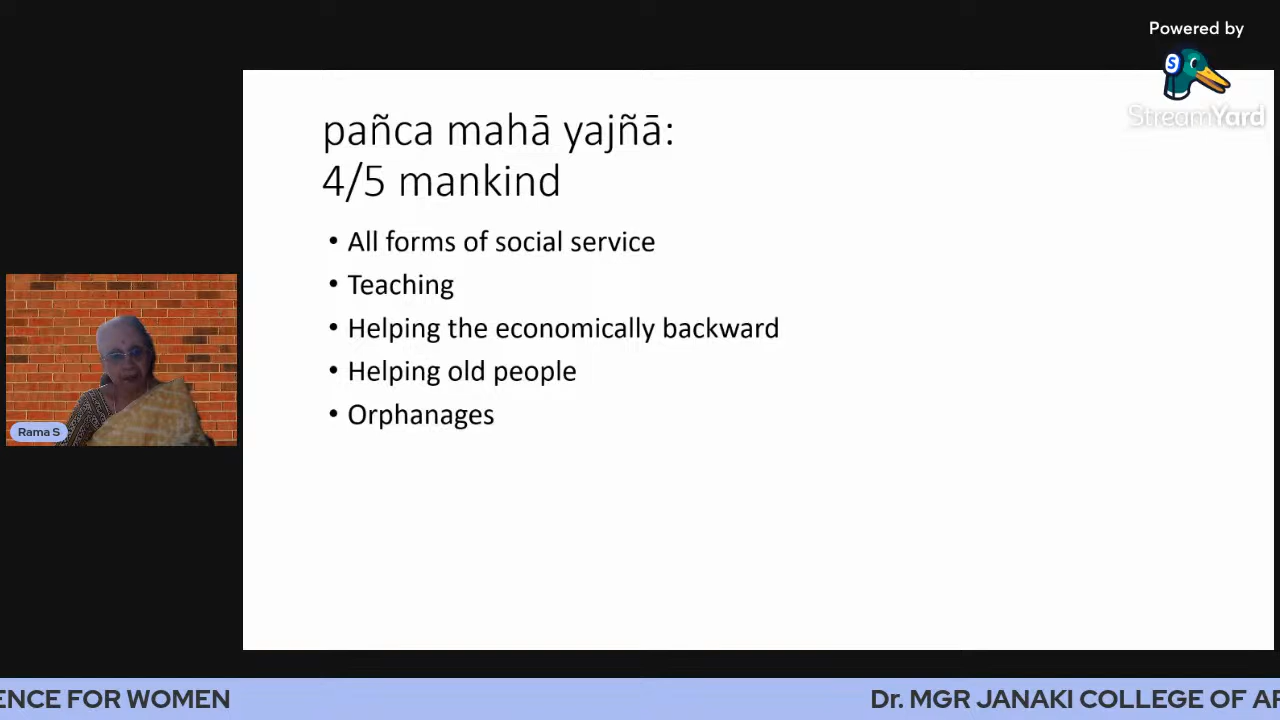 Powered by
StreamYard
pañca mahā yajñā:
4/5 mankind
• All forms of social service
• Teaching
• Helping the economically backward
• Helping old people
• Orphanages
Rama S
ENCE FOR WOMEN
Dr. MGR JANAKI COLLEGE OF AR